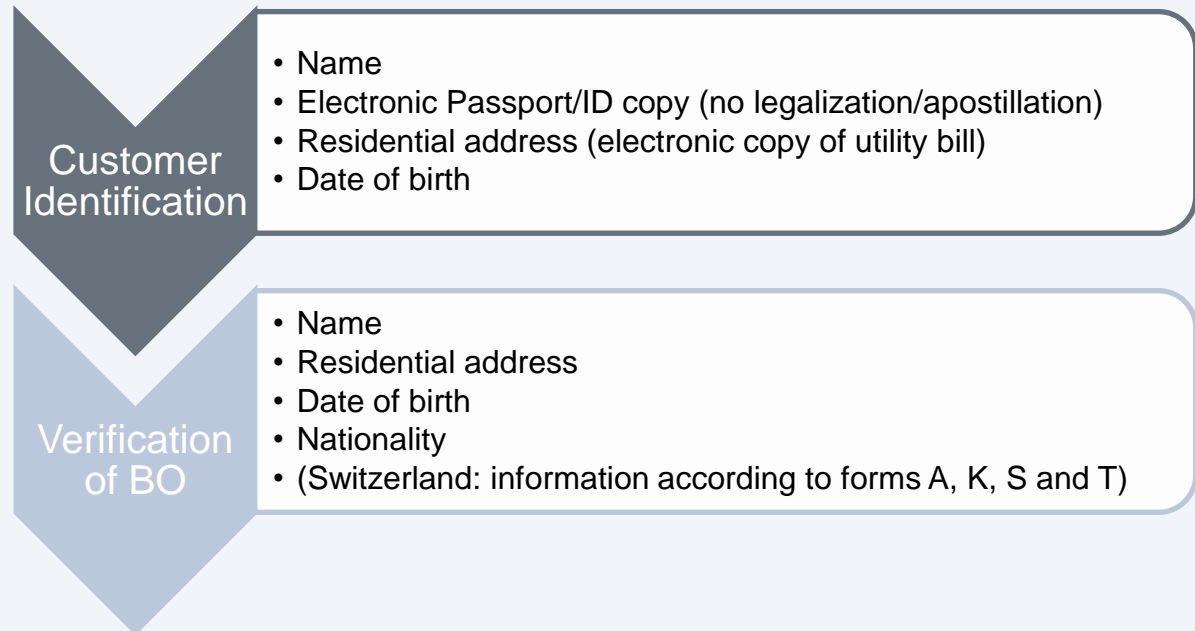 Customer
Identification
• Name
• Electronic Passport/ID copy (no legalization/apostillation)
• Residential address (electronic copy of utility bill)
• Date of birth
Verification
of BO
• Name
• Residential address
• Date of birth
• Nationality
• (Switzerland: information according to forms A, K, S and T)